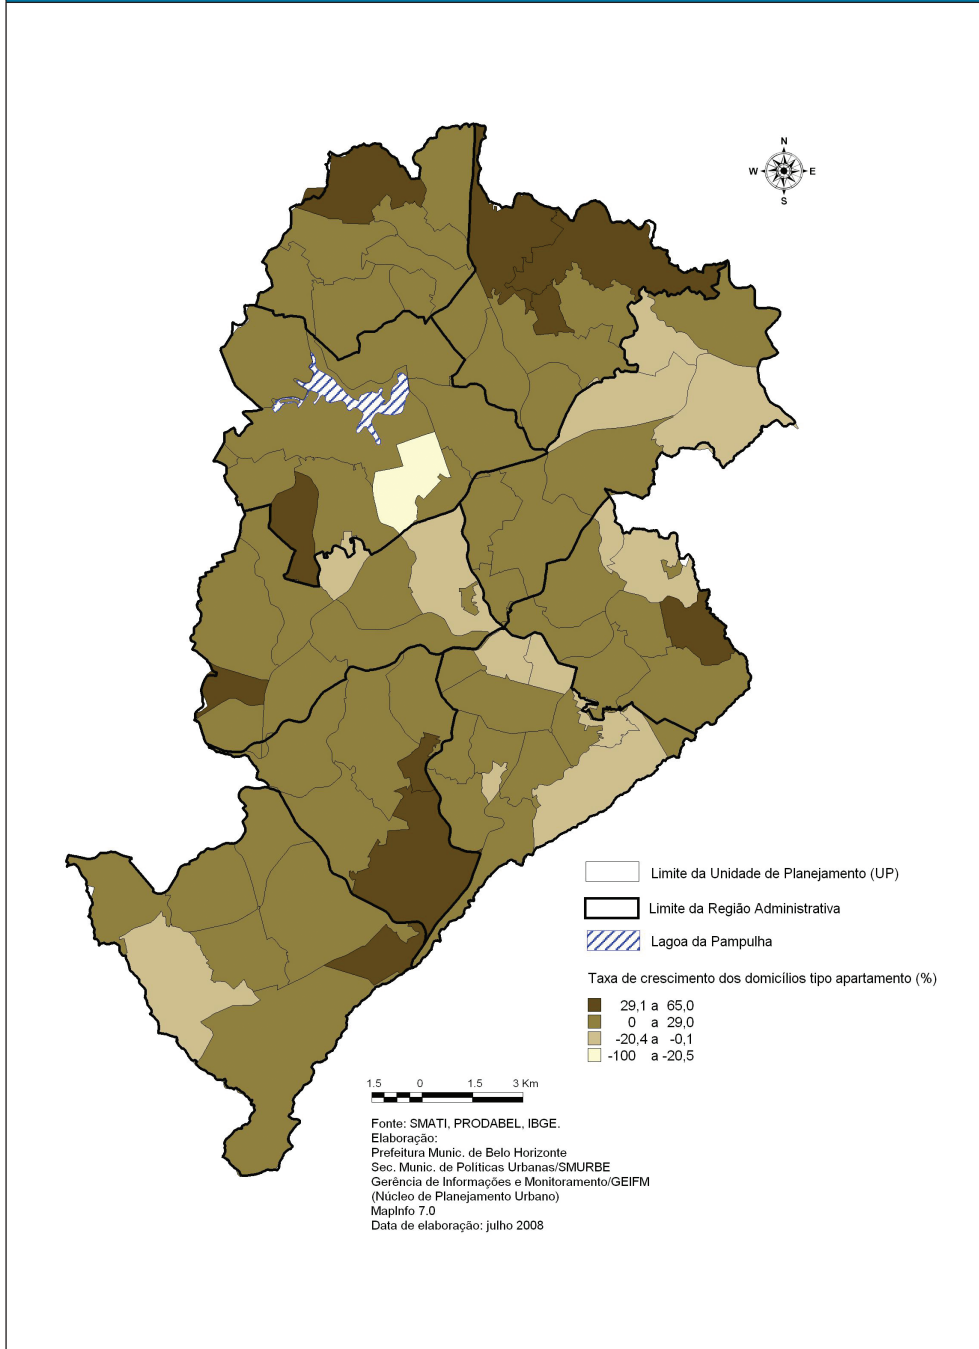 N
W E
S
Limite da Unidade de Planejamento (UP)
Limite da Região Administrativa
Lagoa da Pampulha
Taxa de crescimento dos domicílios tipo apartamento (%)
29,1 a 65,0
0 a 29,0
-20,4 a -0,1
-100 a -20,5
1.5 0 1.5 3 Km
Fonte: SMATI, PRODABEL, IBGE.
Elaboração:
Prefeitura Munic. de Belo Horizonte
Sec. Munic. de Políticas Urbanas/SMURBE
Gerência de Informações e Monitoramento/GEIFM
(Núcleo de Planejamento Urbano)
MapInfo 7.0
Data de elaboração: julho 2008